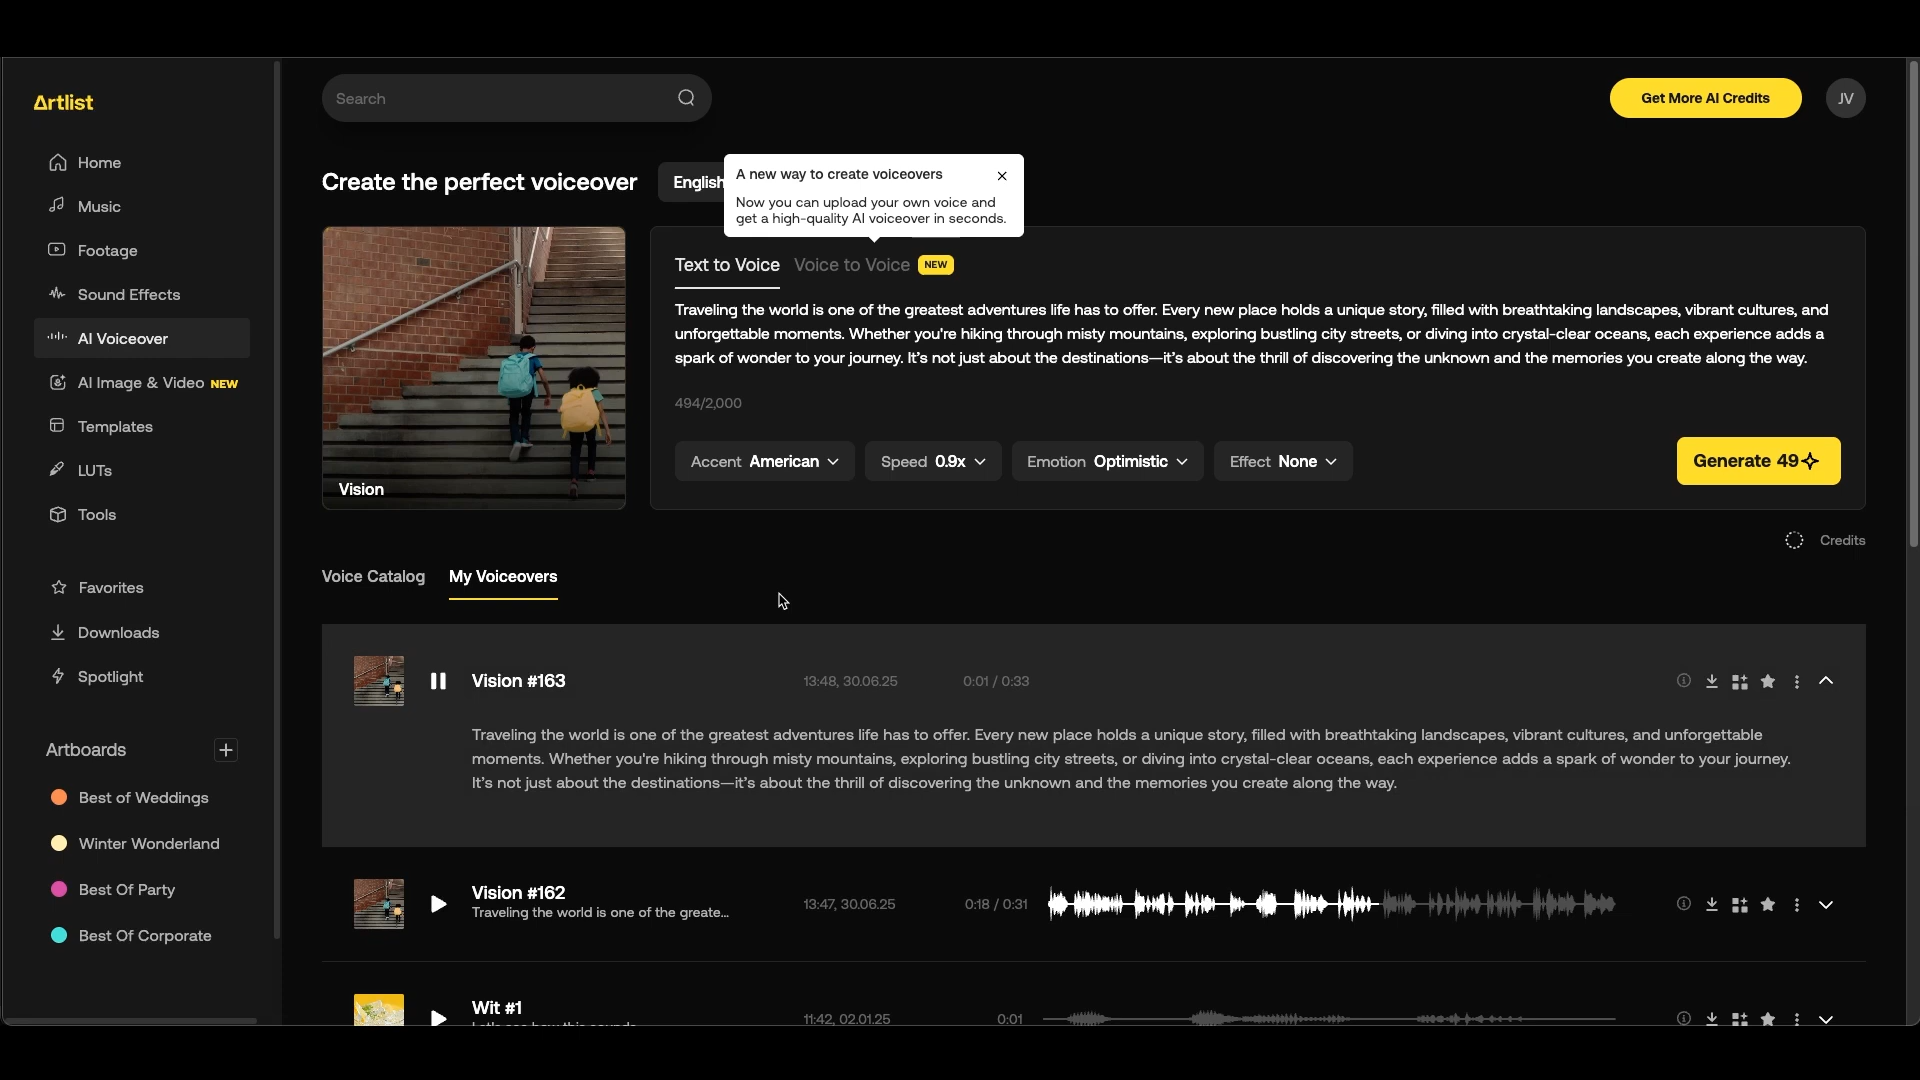 Artlist
Search
Get More AI Credits
JV
Home
Music
Footage
Sound Effects
AI Voiceover
AI Image & Video NEW
Templates
LUTs
Tools
Favorites
Downloads
Spotlight
Artboards
Best of Weddings
Winter Wonderland
Best Of Party
Best Of Corporate
Create the perfect voiceover
English
A new way to create voiceovers
Now you can upload your own voice and
get a high-quality AI voiceover in seconds.
Vision
Text to Voice Voice to Voice NEW
Traveling the world is one of the greatest adventures life has to offer. Every new place holds a unique story, filled with breathtaking landscapes, vibrant cultures, and
unforgettable moments. Whether you're hiking through misty mountains, exploring bustling city streets, or diving into crystal-clear oceans, each experience adds a
spark of wonder to your journey. It's not just about the destinations—it's about the thrill of discovering the unknown and the memories you create along the way.
494/2,000
Accent American Speed 0.9x Emotion Optimistic Effect None Generate 49
Credits
Voice Catalog My Voiceovers
Vision #163 13:48, 30.06.25 0:01 / 0:33
Traveling the world is one of the greatest adventures life has to offer. Every new place holds a unique story, filled with breathtaking landscapes, vibrant cultures, and unforgettable
moments. Whether you're hiking through misty mountains, exploring bustling city streets, or diving into crystal-clear oceans, each experience adds a spark of wonder to your journey.
It's not just about the destinations—it's about the thrill of discovering the unknown and the memories you create along the way.
Vision #162 13:47, 30.06.25 0:18 / 0:31
Traveling the world is one of the greate...
Wit #1 11:42, 02.01.25 0:01